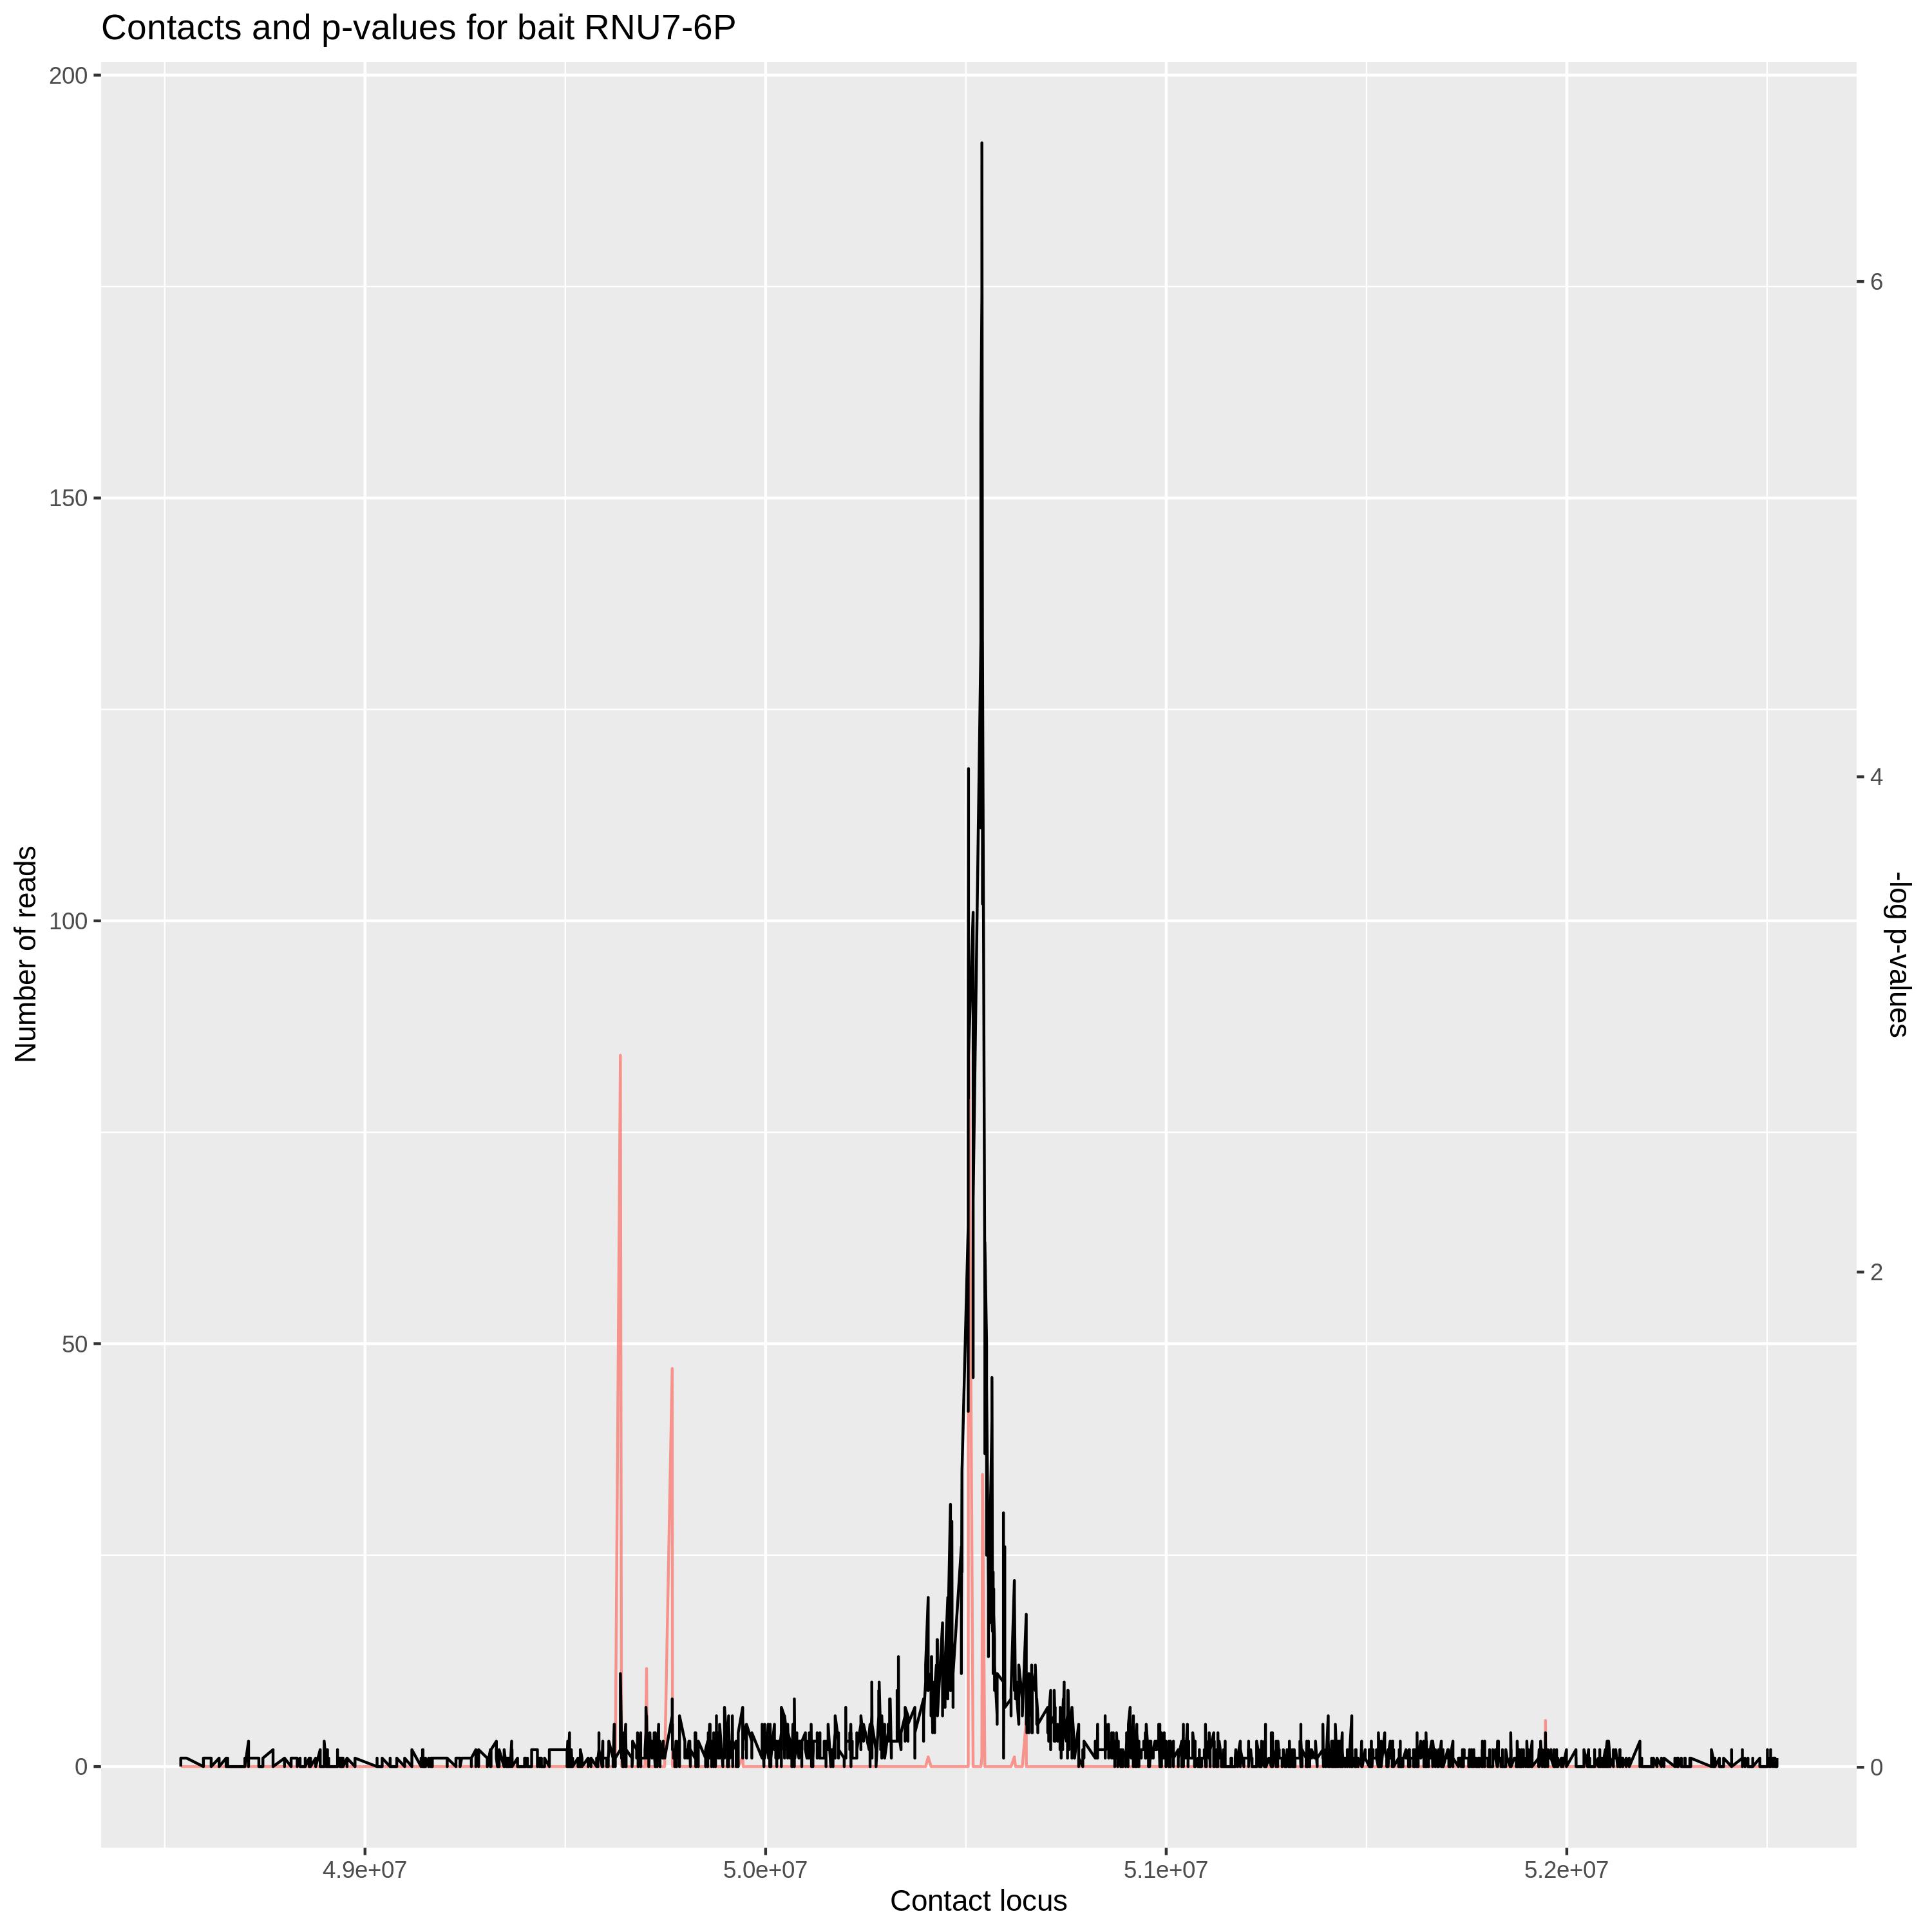 Contacts and p-values for bait RNU7-6P
200
150
100
50
0
Number of reads
6
4
2
0
-log p-values
4.9e+07 5.0e+07 5.1e+07 5.2e+07
Contact locus